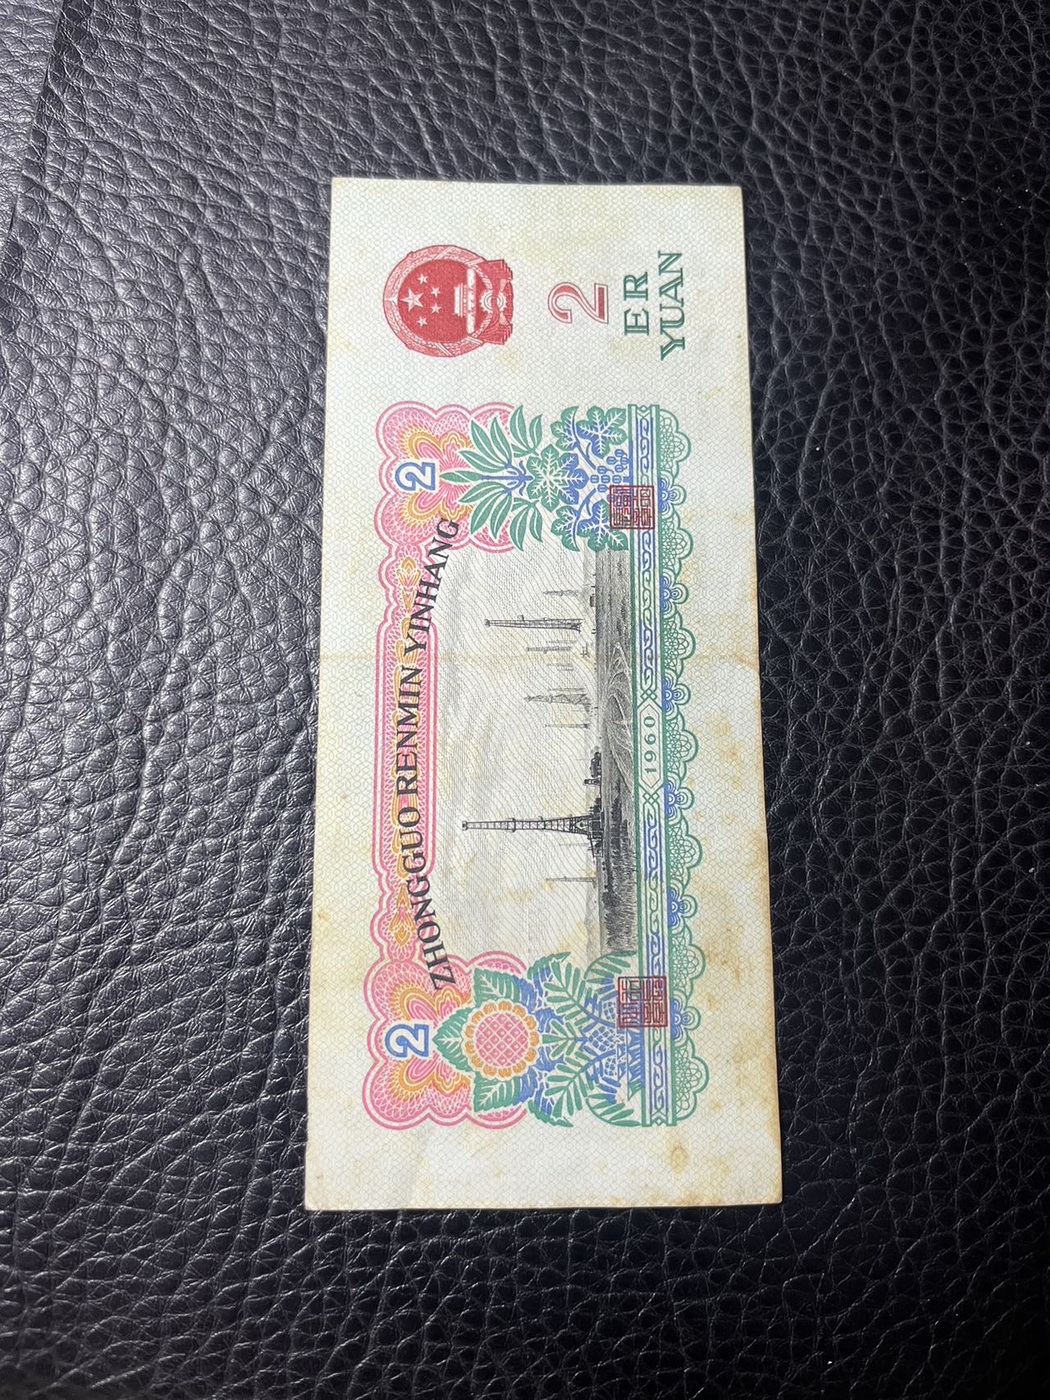 ZHONGGUO RENMIN YINHANG
2
2
2
ER
YUAN
1960